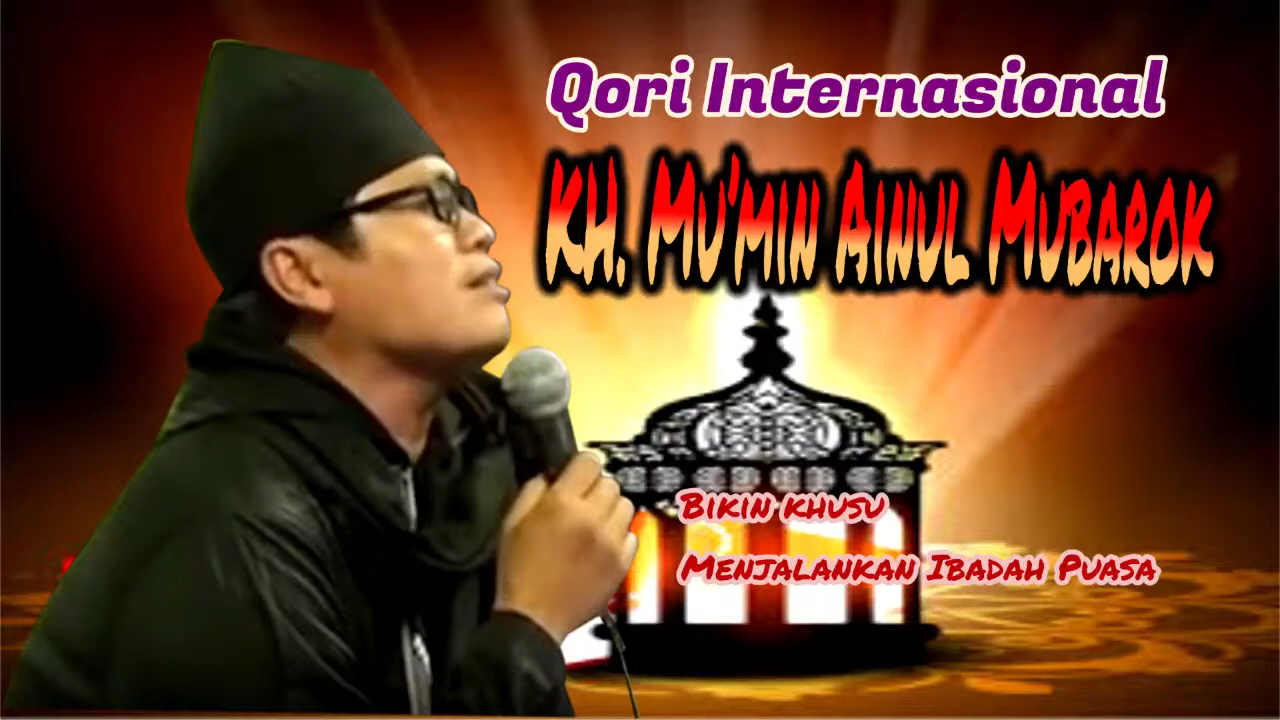 Qori Internasional
KH. Mu'min Ainul Mubarok
Bikin khusu
Menjalankan Ibadah Puasa